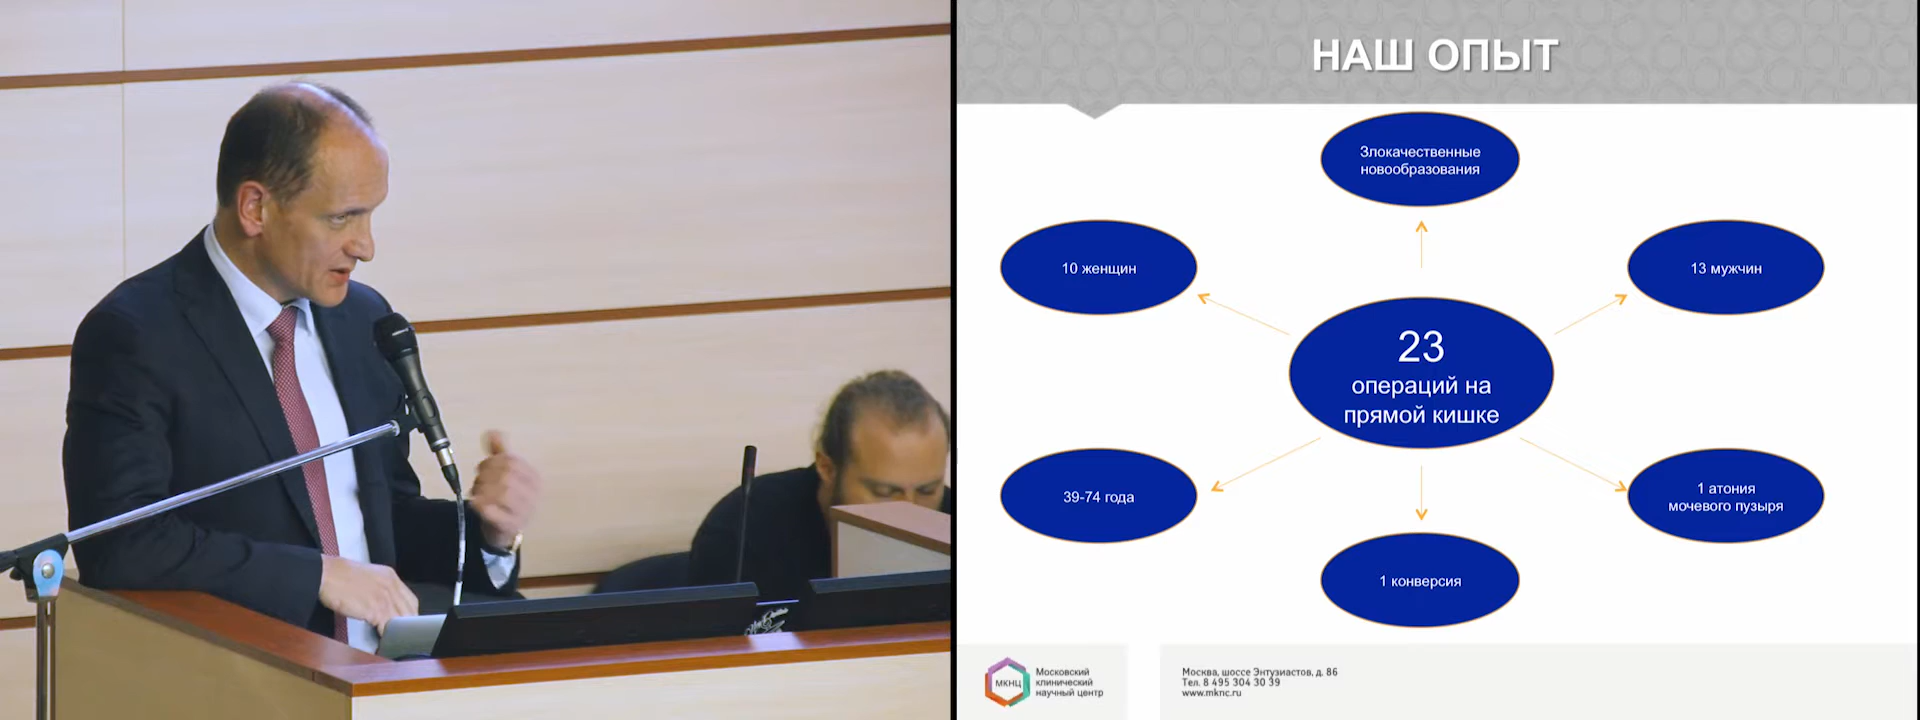 НАШ ОПЫТ
Злокачественные
новообразования
10 женщин
13 мужчин
23
операций на
прямой кишке
39-74 года
1 атония
мочевого пузыря
1 конверсия
МКНЦ
Московский
клинический
научный центр
Москва, шоссе Энтузиастов, д. 86
Тел. 8 495 304 30 39
www.mknc.ru